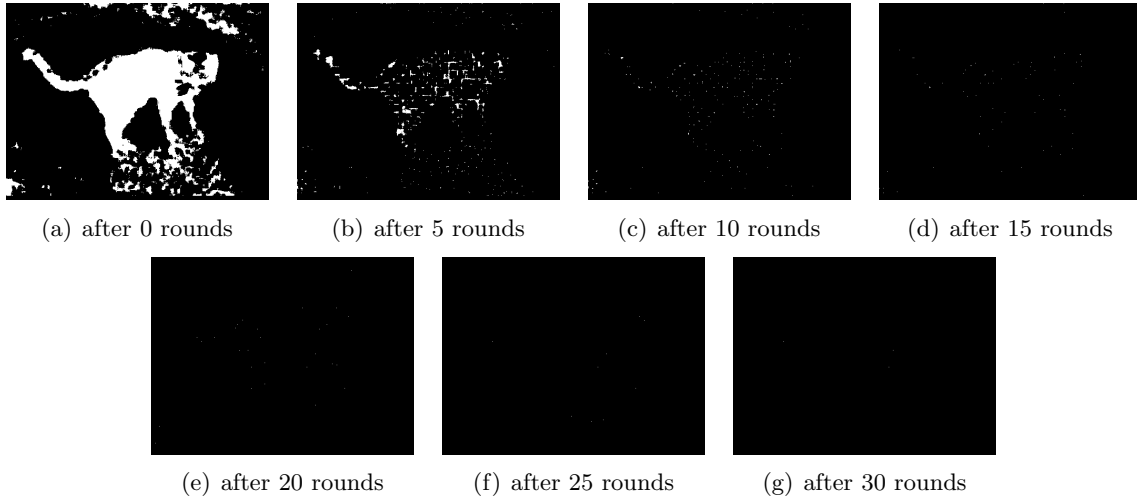 (a) after 0 rounds
(b) after 5 rounds
(c) after 10 rounds
(d) after 15 rounds
(e) after 20 rounds
(f) after 25 rounds
(g) after 30 rounds